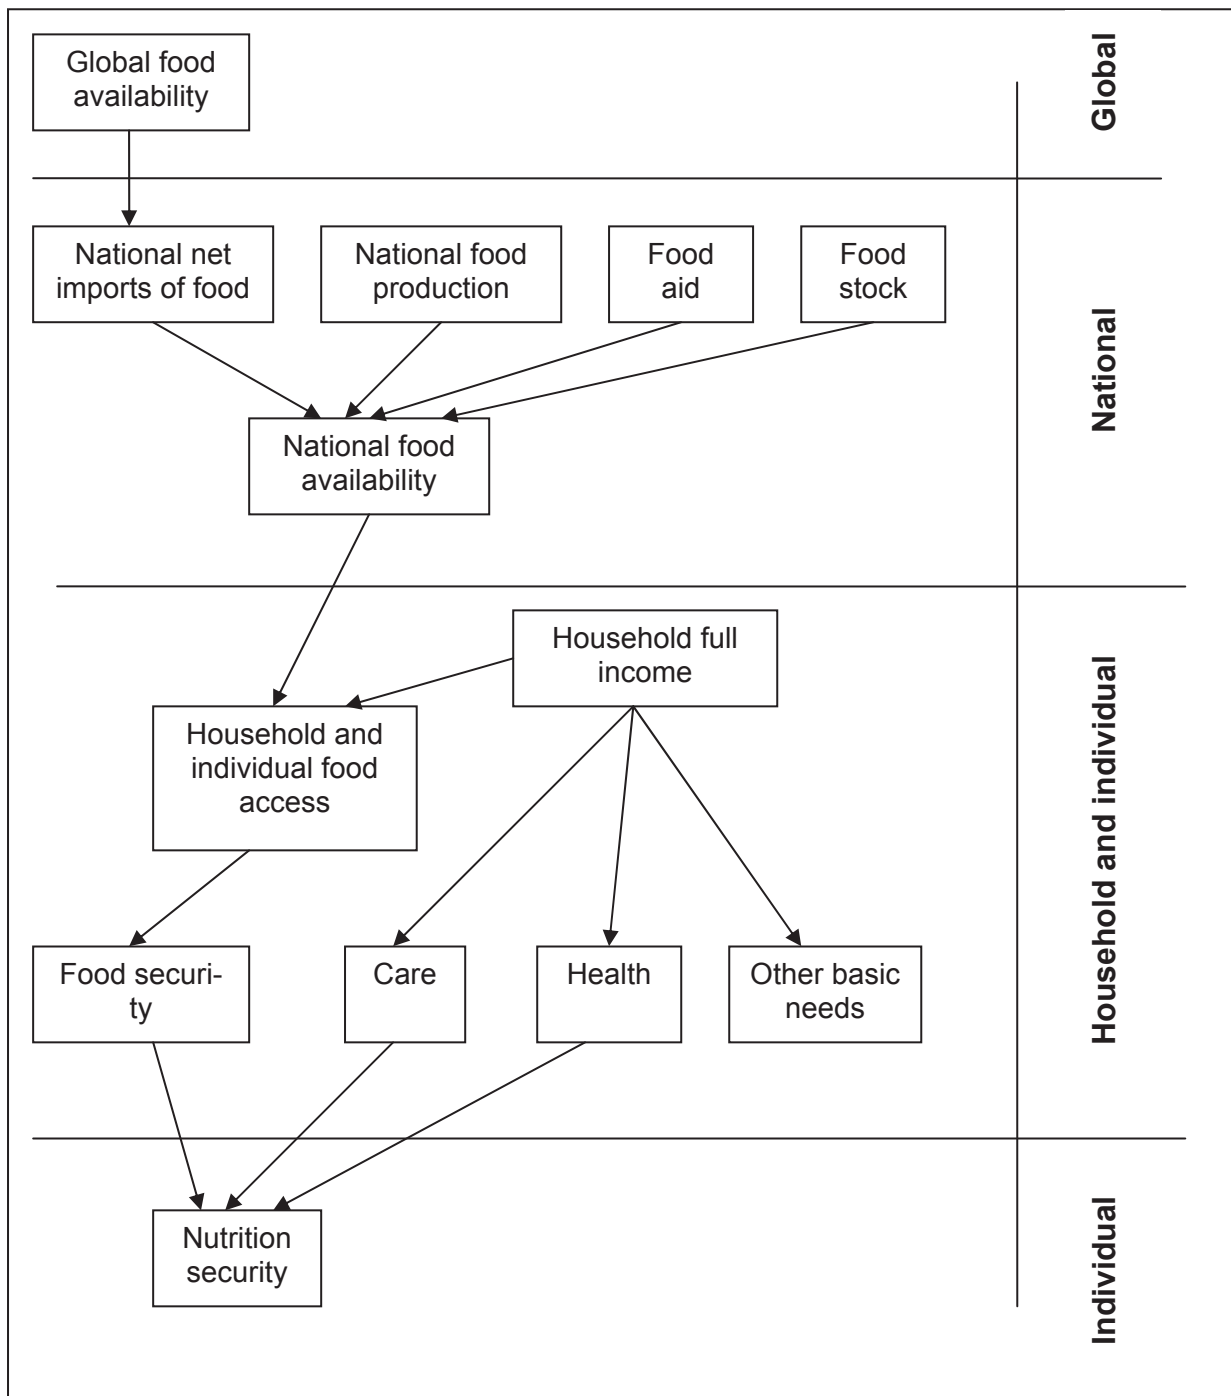 Global food
availability
Global
National net
imports of food
National food
production
Food
aid
Food
stock
National food
availability
National
Household full
income
Household and
individual food
access
Food securi-
ty
Care
Health
Other basic
needs
Household and individual
Nutrition
security
Individual